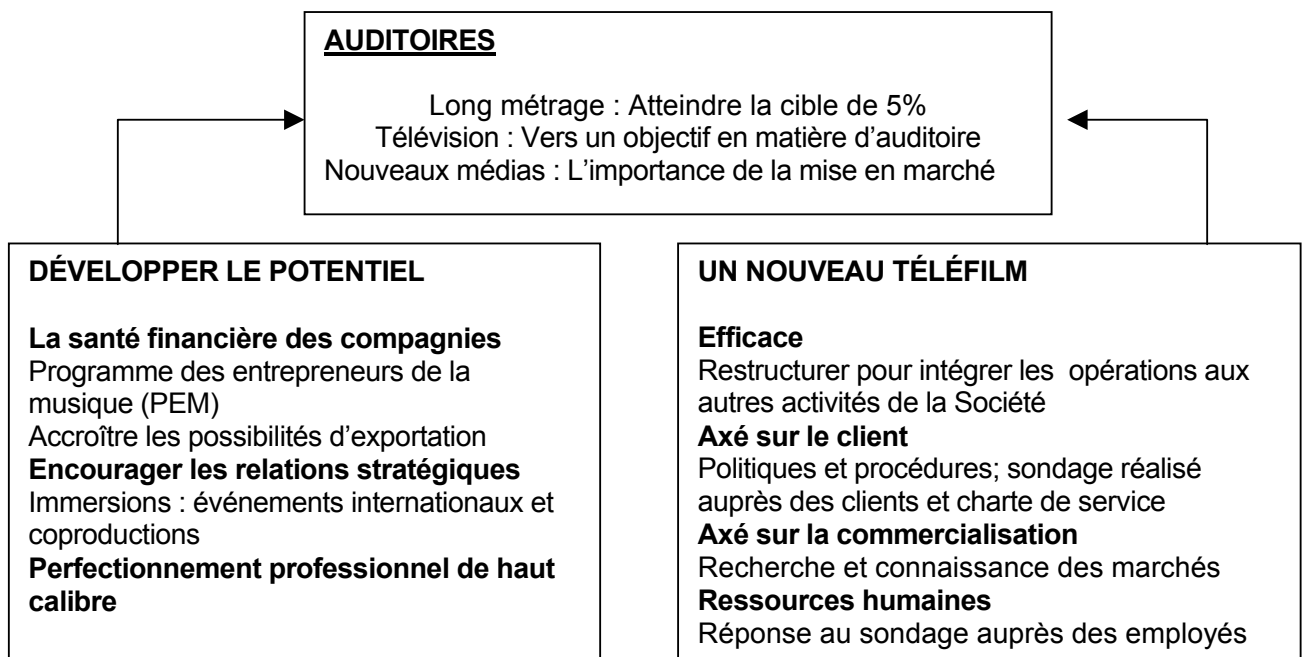 AUDITOIRES
Long métrage : Atteindre la cible de 5%
Télévision : Vers un objectif en matière d’auditoire
Nouveaux médias : L’importance de la mise en marché
DÉVELOPPER LE POTENTIEL
La santé financière des compagnies
Programme des entrepreneurs de la
musique (PEM)
Accroître les possibilités d’exportation
Encourager les relations stratégiques
Immersions : événements internationaux et
coproductions
Perfectionnement professionnel de haut
calibre
UN NOUVEAU TÉLÉFILM
Efficace
Restructurer pour intégrer les opérations aux
autres activités de la Société
Axé sur le client
Politiques et procédures; sondage réalisé
auprès des clients et charte de service
Axé sur la commercialisation
Recherche et connaissance des marchés
Ressources humaines
Réponse au sondage auprès des employés